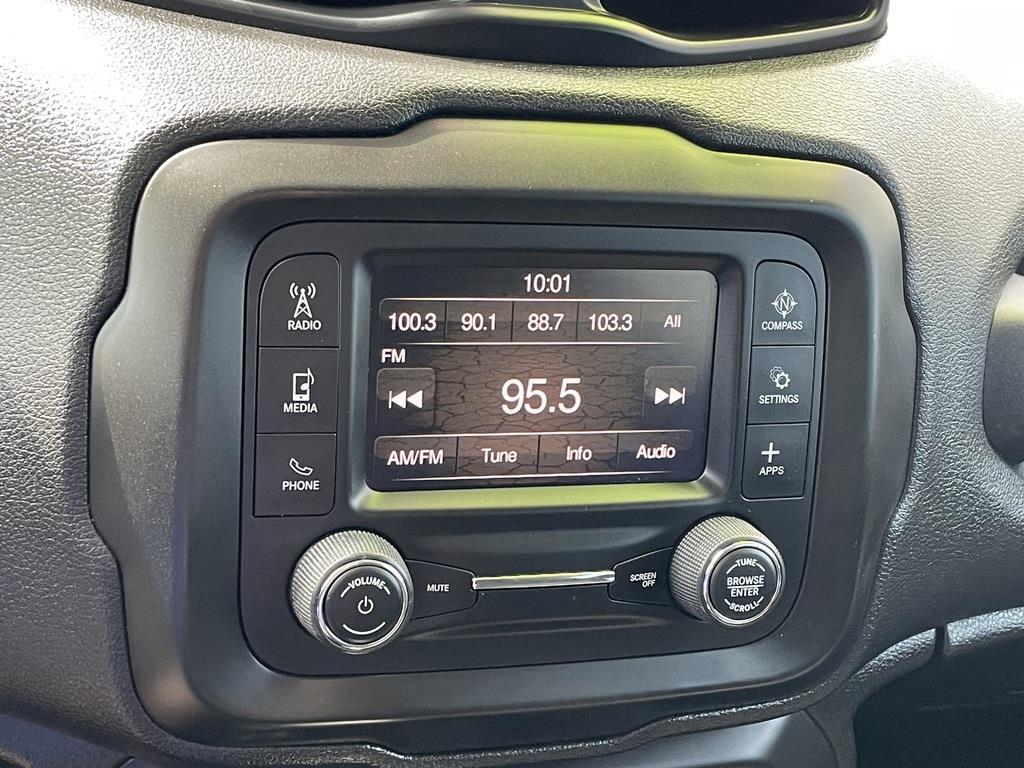 10:01
100.3 90.1 88.7 103.3 All
FM
95.5
AM/FM Tune Info Audio
RADIO
MEDIA
PHONE
N
COMPASS
SETTINGS
APPS
VOLUME
MUTE
SCREEN
OFF
TUNE
BROWSE
ENTER
SCROLL